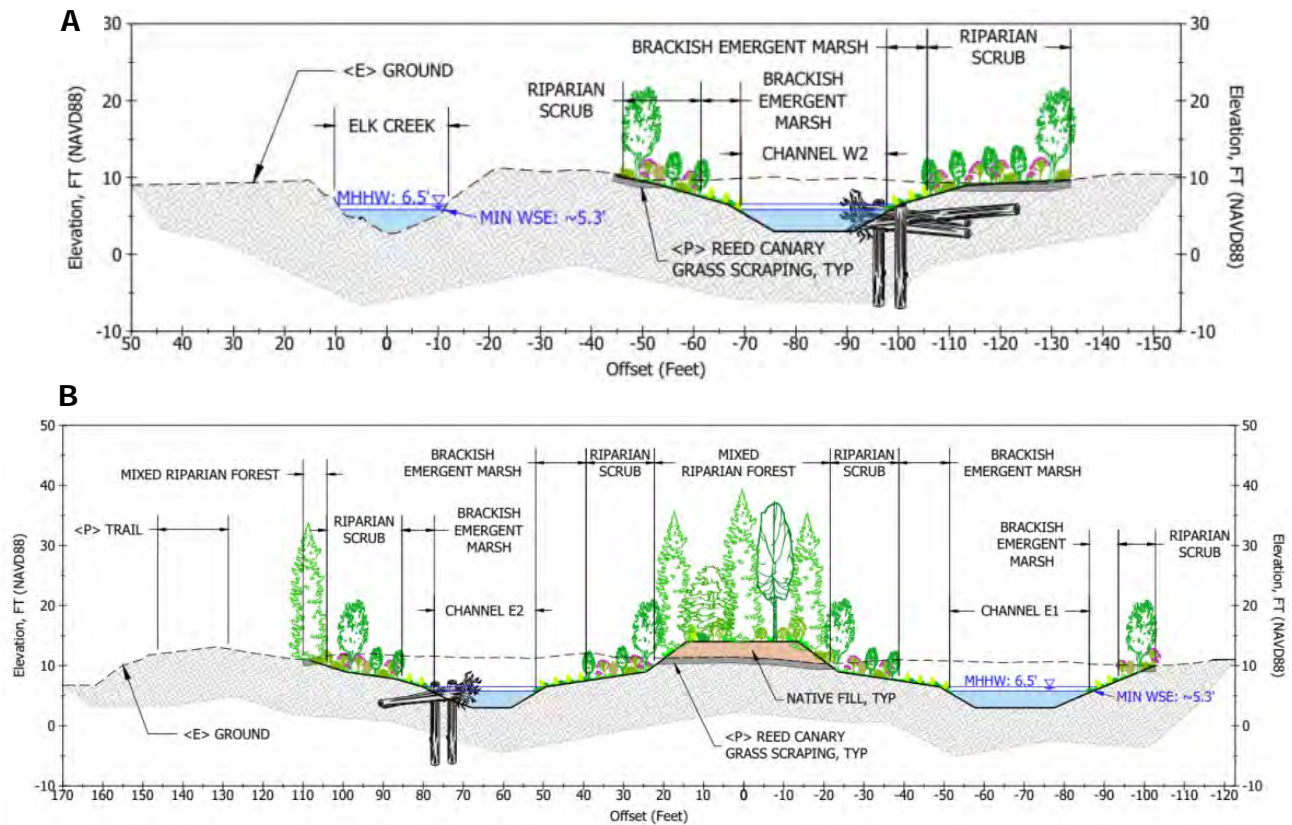 A
BRACKISH EMERGENT MARSH
RIPARIAN
SCRUB
<E> GROUND
RIPARIAN
SCRUB
BRACKISH
EMERGENT
MARSH
ELK CREEK
CHANNEL W2
MHHW: 6.5'
MIN WSE: ~5.3'
<P> REED CANARY
GRASS SCRAPING, TYP
Elevation, FT (NAVD88)
30
20
10
0
-10
30
20
10
0
-10
Elevation, FT (NAVD88)
50 40 30 20 10 0 -10 -20 -30 -40 -50 -60 -70 -80 -90 -100 -110 -120 -130 -140 -150
Offset (Feet)
B
MIXED RIPARIAN FOREST
BRACKISH
EMERGENT MARSH
RIPARIAN
SCRUB
MIXED
RIPARIAN FOREST
RIPARIAN
SCRUB
BRACKISH
EMERGENT MARSH
<P> TRAIL
RIPARIAN
SCRUB
BRACKISH
EMERGENT
MARSH
BRACKISH
EMERGENT
MARSH
RIPARIAN
SCRUB
CHANNEL E2
CHANNEL E1
MHHW: 6.5'
MIN WSE: ~5.3'
NATIVE FILL, TYP
<E> GROUND
<P> REED CANARY
GRASS SCRAPING, TYP
Elevation, FT (NAVD88)
50
40
30
20
10
0
-10
50
40
30
20
10
0
-10
Elevation, FT (NAVD88)
170 160 150 140 130 120 110 100 90 80 70 60 50 40 30 20 10 0 -10 -20 -30 -40 -50 -60 -70 -80 -90 -100 -110 -120
Offset (Feet)